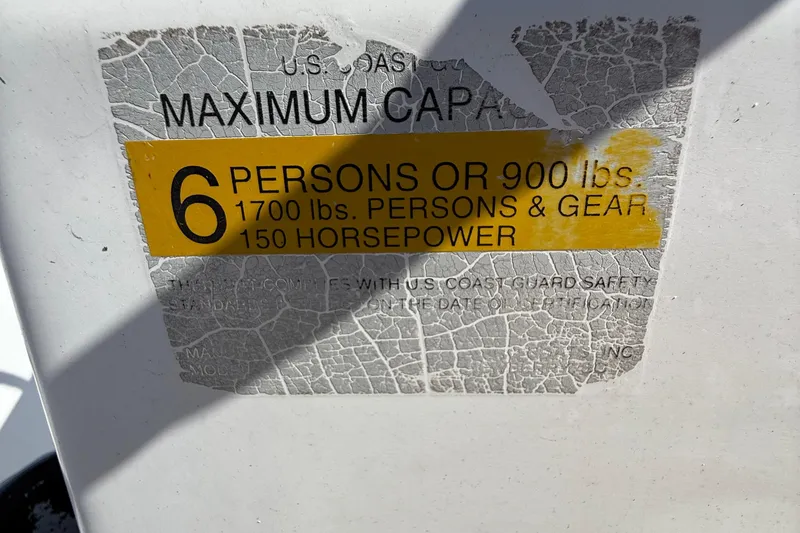 U.S. COAST
MAXIMUM CAPA
6 PERSONS OR 900 lbs.
1700 lbs. PERSONS & GEAR
150 HORSEPOWER
WITH U.S. COAST GUARD SAFETY
ON THE DATE OF CERTIFICATION
INC